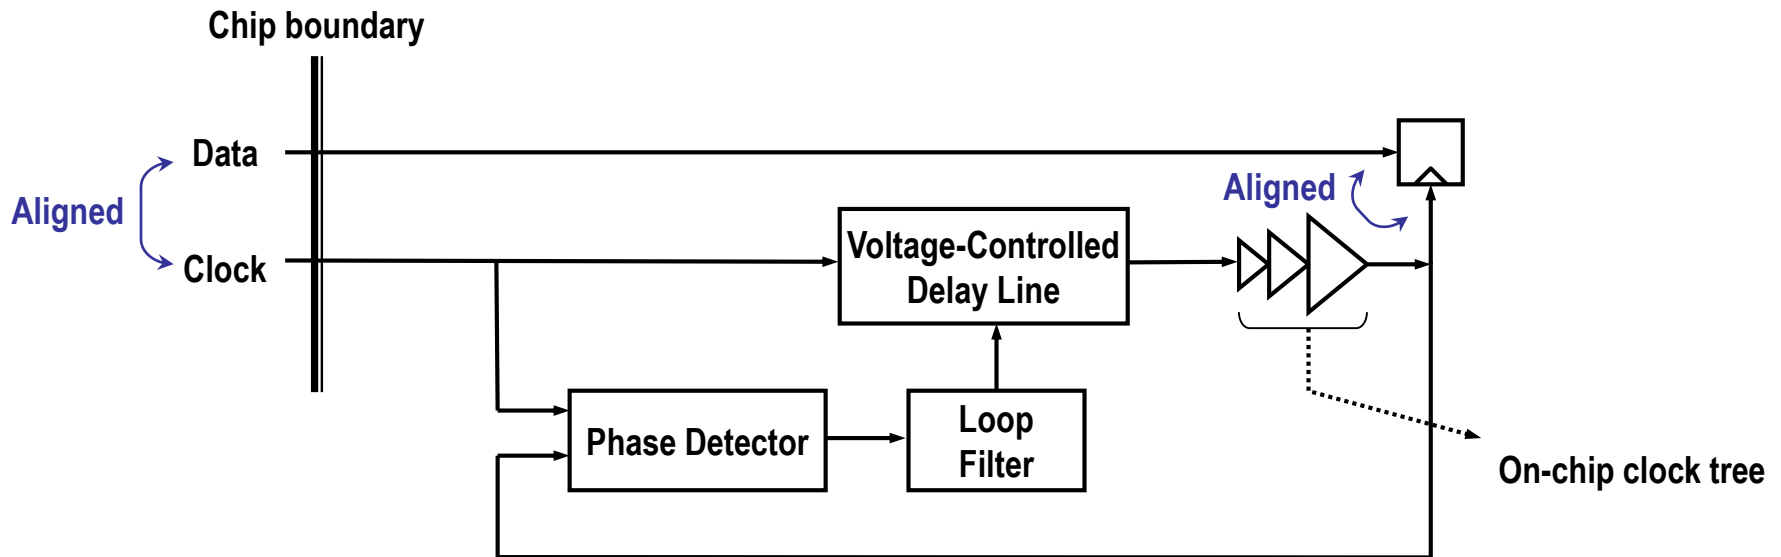 Chip boundary
Data
Aligned
Aligned
Clock
Voltage-Controlled
Delay Line
Phase Detector
Loop
Filter
On-chip clock tree